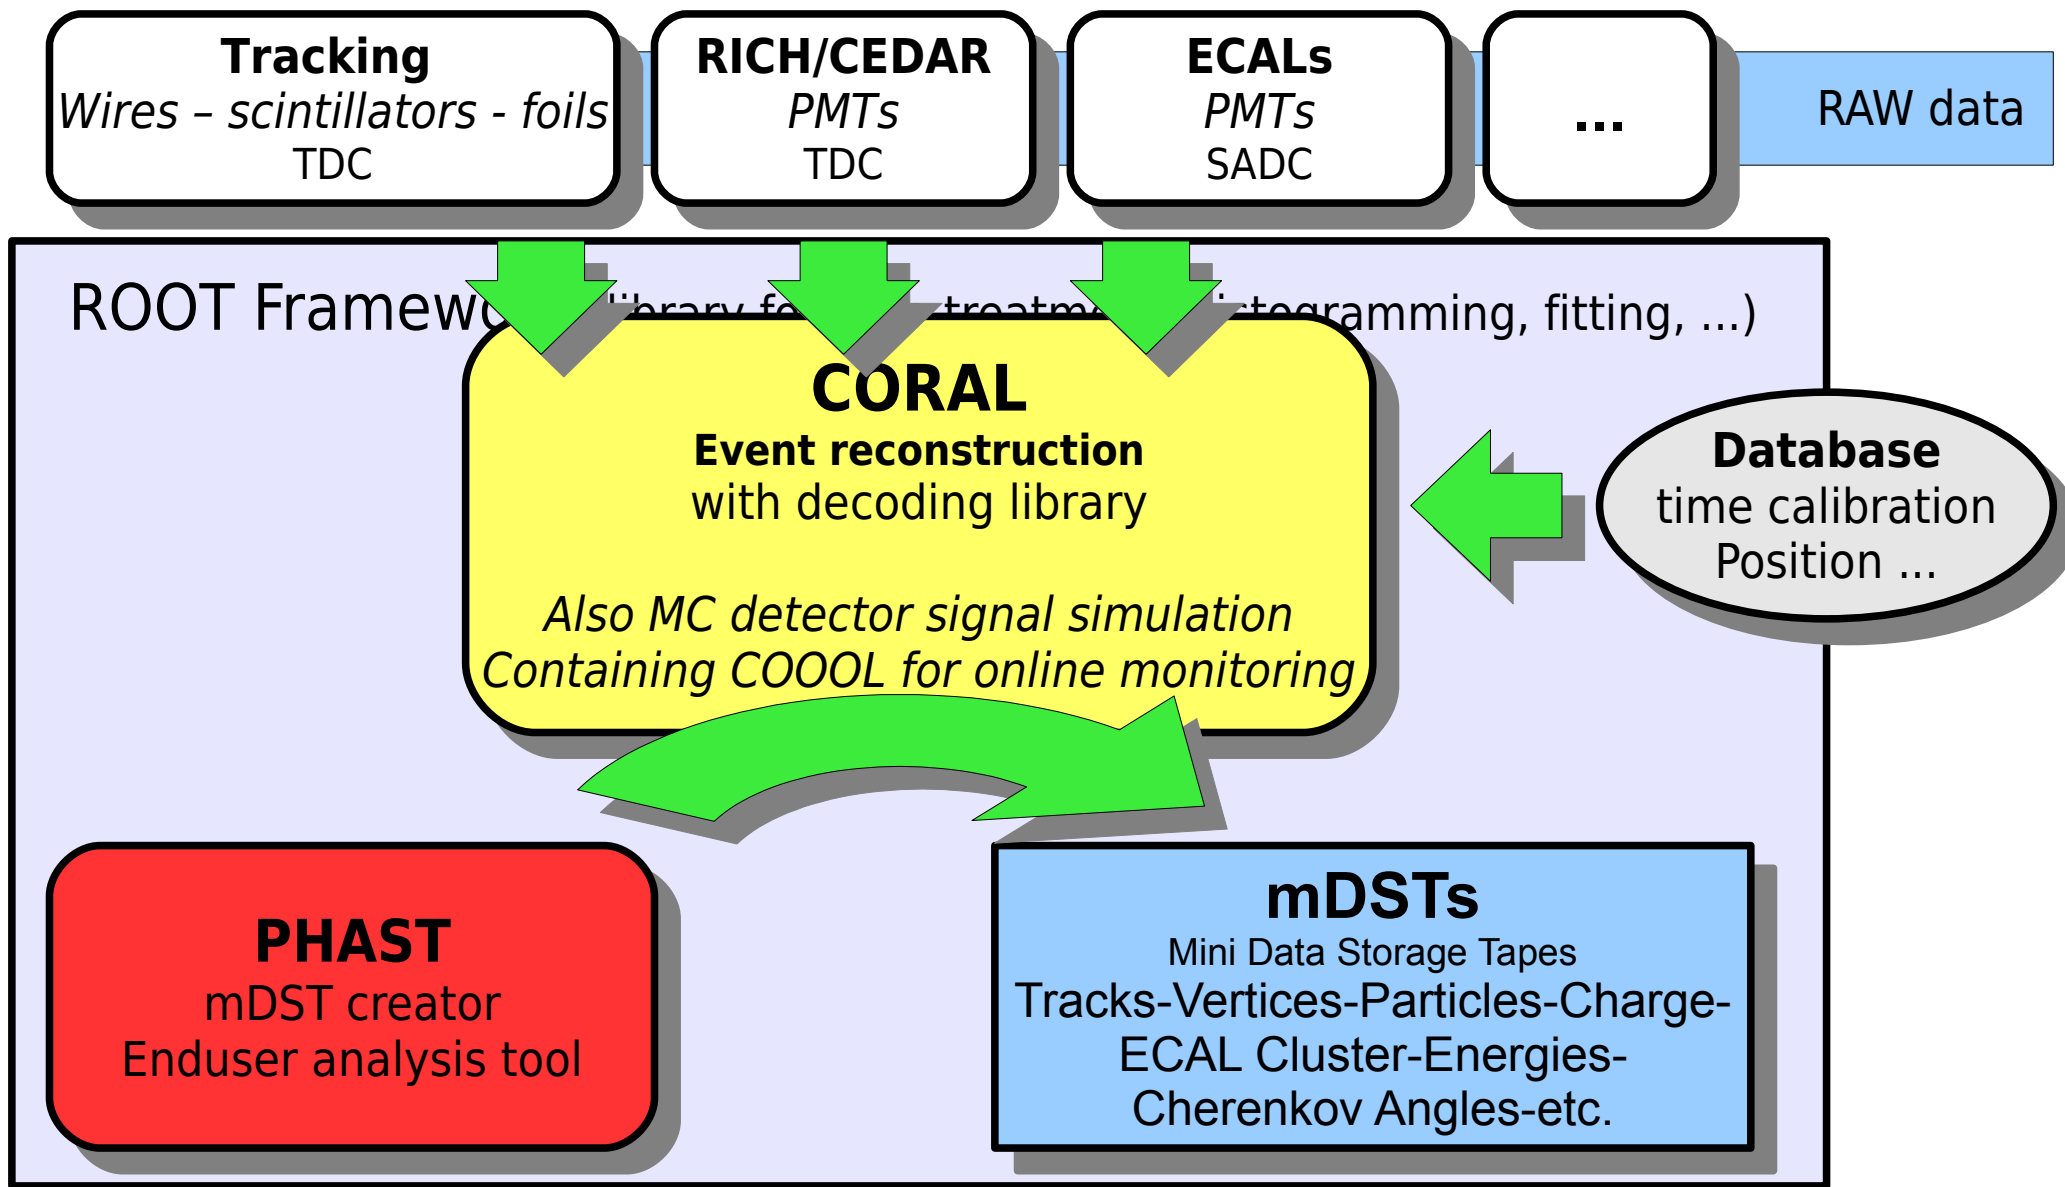 Tracking
Wires – scintillators - foils
TDC
RICH/CEDAR
PMTs
TDC
ECALs
PMTs
SADC
...
RAW data
ROOT histogramming, fitting, ...)
CORAL
Event reconstruction
with decoding library
Also MC detector signal simulation
Containing COOOL for online monitoring
Database
time calibration
Position ...
PHAST
mDST creator
Enduser analysis tool
mDSTs
Mini Data Storage Tapes
Tracks-Vertices-Particles-Charge-
ECAL Cluster-Energies-
Cherenkov Angles-etc.